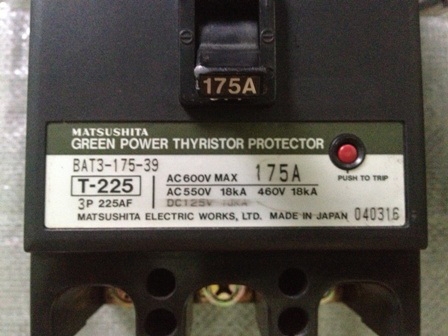 175A
MATSUSHITA
GREEN POWER THYRISTOR PROTECTOR
BAT3-175-39
T-225
3P 225AF
AC600V MAX 175A
AC550V 18kA 460V 18kA
DC125V
PUSH TO TRIP
MATSUSHITA ELECTRIC WORKS, LTD. MADE IN JAPAN 040316